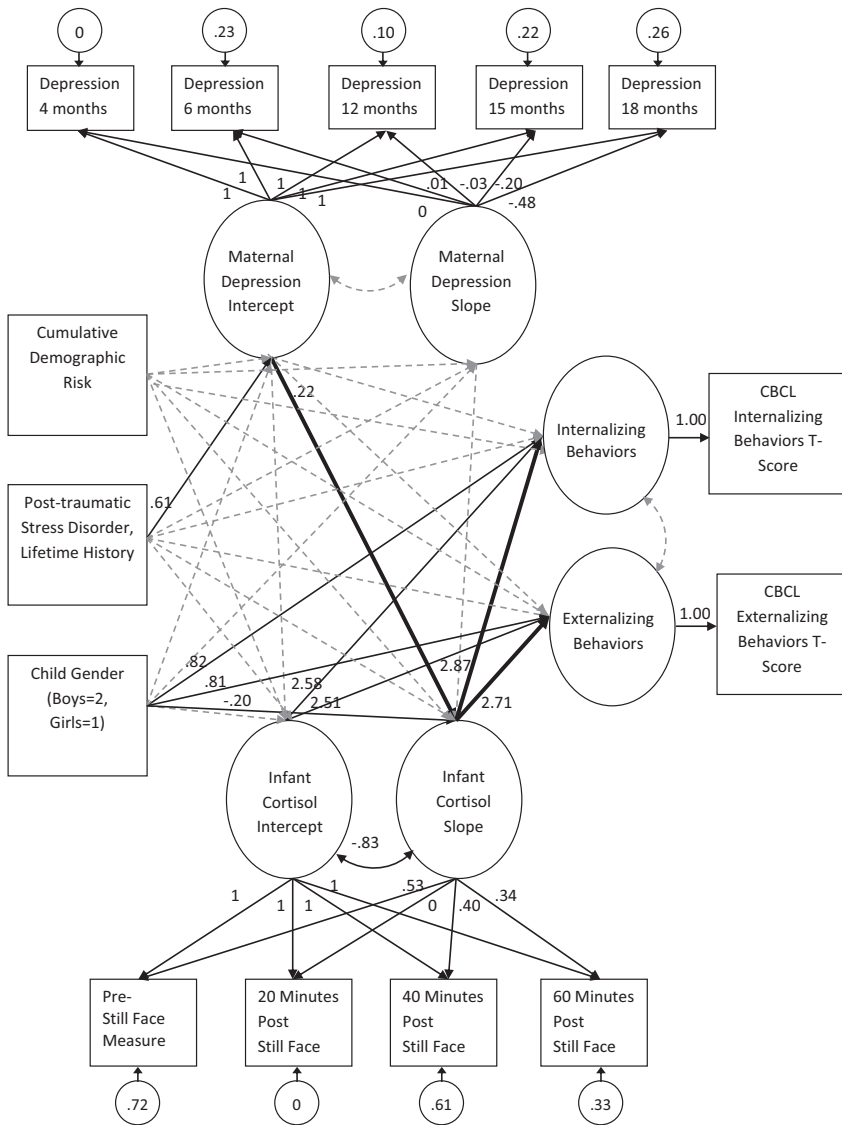 0
.23
.10
.22
.26
Depression
4 months
Depression
6 months
Depression
12 months
Depression
15 months
Depression
18 months
1
1
1
1
1
.01
-.03
-.20
0
-.48
Maternal
Depression
Intercept
Maternal
Depression
Slope
Cumulative
Demographic
Risk
.22
Internalizing
Behaviors
1.00
CBCL
Internalizing
Behaviors T-
Score
Post-traumatic
Stress Disorder,
Lifetime History
.61
Externalizing
Behaviors
1.00
CBCL
Externalizing
Behaviors T-
Score
Child Gender
(Boys=2,
Girls=1)
.82
.81
-.20
2.58
2.51
2.87
2.71
Infant
Cortisol
Intercept
Infant
Cortisol
Slope
-.83
1
1
1
1
.53
0
.40
.34
Pre-
Still Face
Measure
20 Minutes
Post
Still Face
40 Minutes
Post
Still Face
60 Minutes
Post
Still Face
.72
0
.61
.33